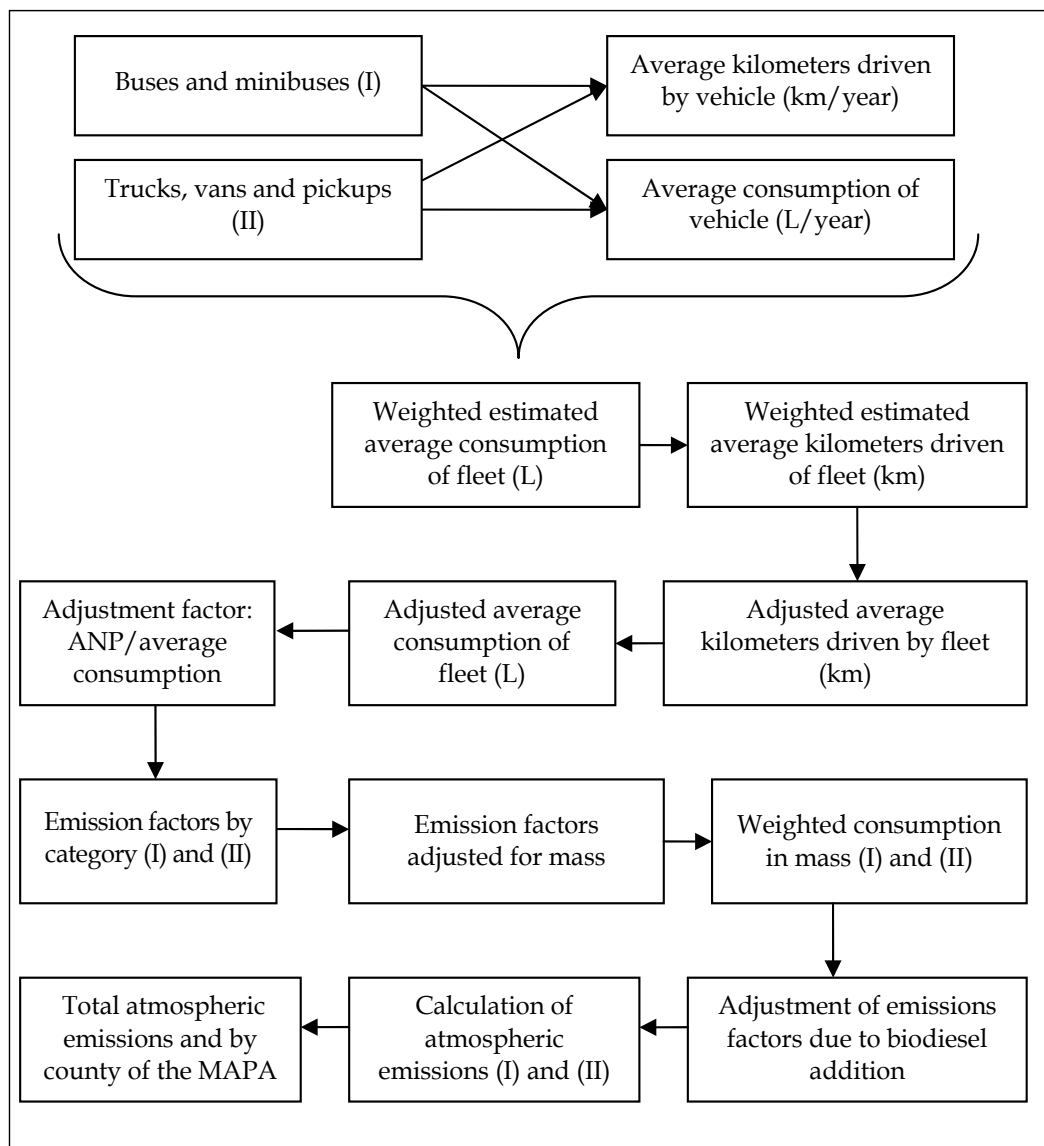 Buses and minibuses (I)
Average kilometers driven
by vehicle (km/year)
Trucks, vans and pickups
(II)
Average consumption of
vehicle (L/year)
Weighted estimated
average consumption
of fleet (L)
Weighted estimated
average kilometers driven
of fleet (km)
Adjustment factor:
ANP/average
consumption
Adjusted average
consumption of
fleet (L)
Adjusted average
kilometers driven by fleet
(km)
Emission factors by
category (I) and (II)
Emission factors
adjusted for mass
Weighted consumption
in mass (I) and (II)
Total atmospheric
emissions and by
county of the MAPA
Calculation of
atmospheric
emissions (I) and (II)
Adjustment of emissions
factors due to biodiesel
addition